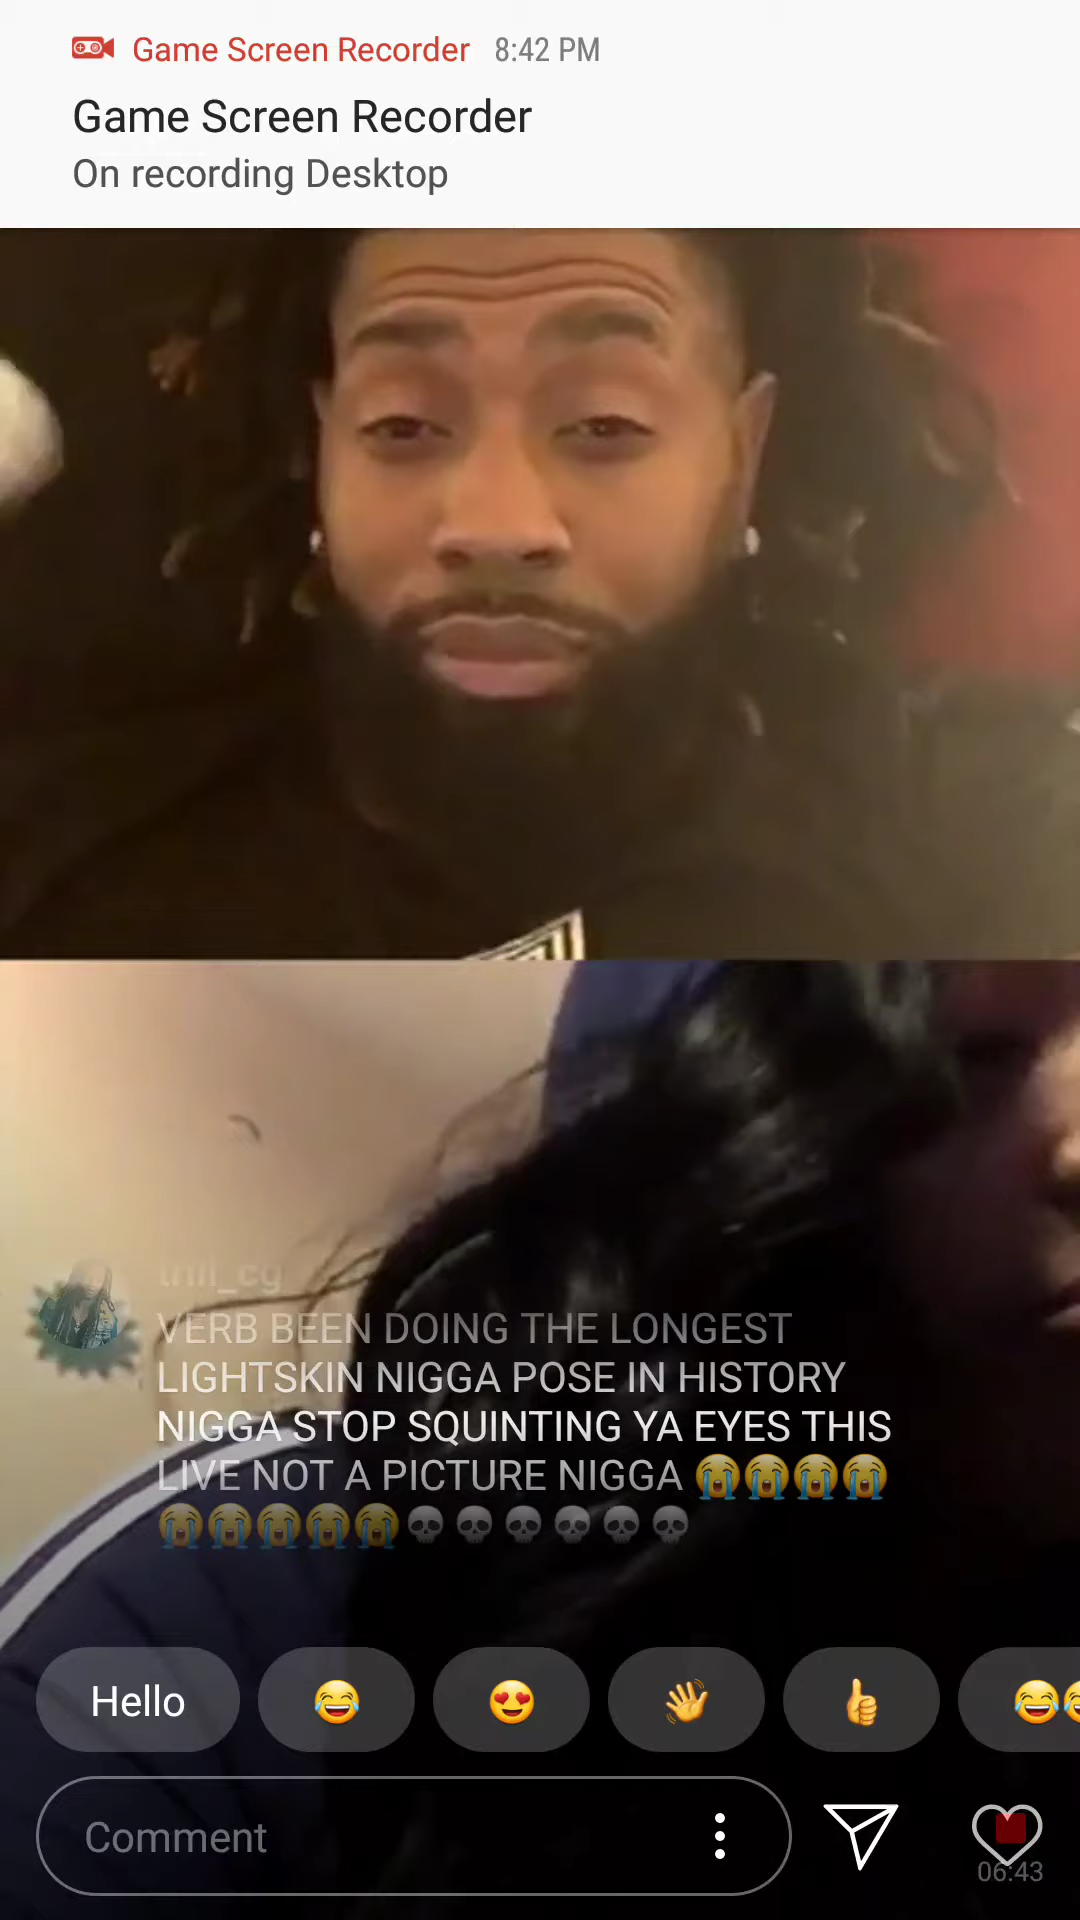 Game Screen Recorder 8:42 PM
Game Screen Recorder
On recording Desktop
trill_cg
VERB BEEN DOING THE LONGEST
LIGHTSKIN NIGGA POSE IN HISTORY
NIGGA STOP SQUINTING YA EYES THIS
LIVE NOT A PICTURE NIGGA 😭😭😭😭
😭😭😭😭😭💀💀💀💀💀💀
Hello 😂 😍 👋 👍 😂😂
Comment
06:43